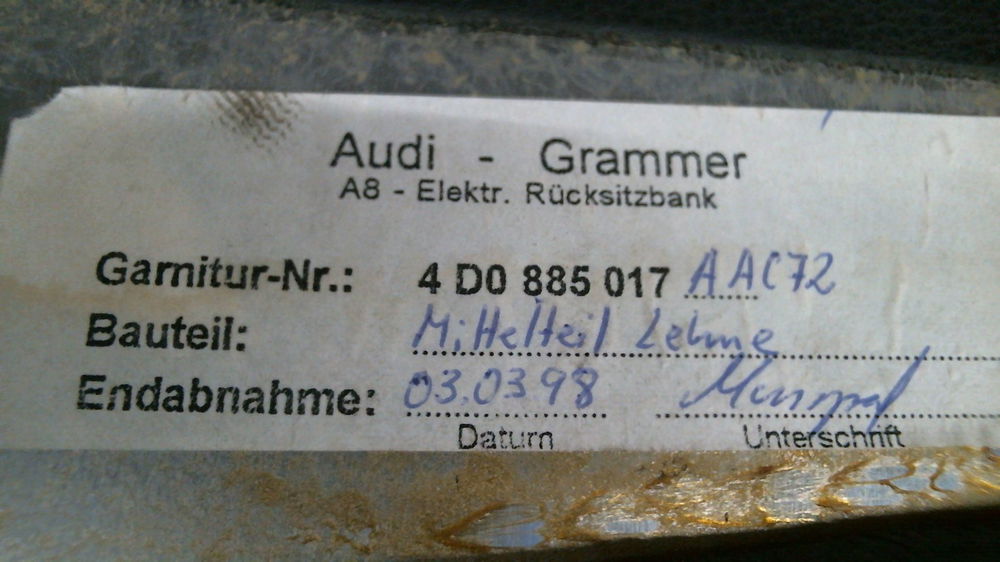 Audi - Grammer
A8 - Elektr. Rücksitzbank
Garnitur-Nr.: 4 D0 885 017 AAC72
Bauteil: Mittelteil Lehne
Endabnahme: 03.03.98
Datum Unterschrift